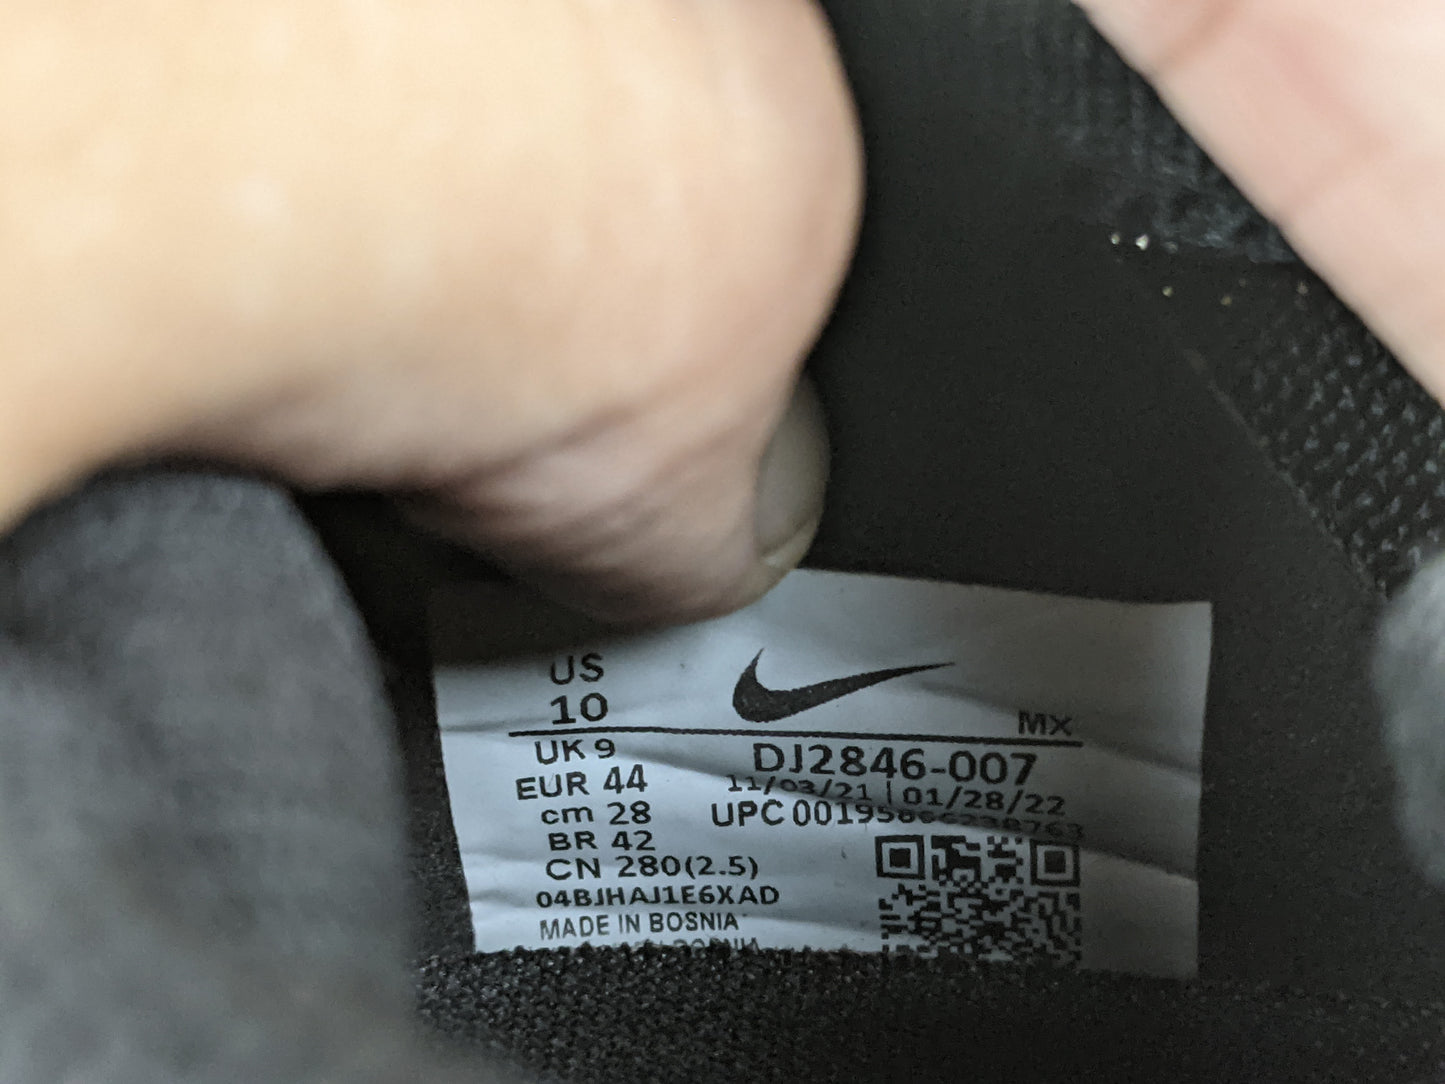 US
10
MX
UK 9
DJ2846-007
EUR 44
11/03/21 | 01/28/22
cm 28
UPC
BR 42
CN 280(2.5)
04BJHAJ1E6XAD
MADE IN BOSNIA